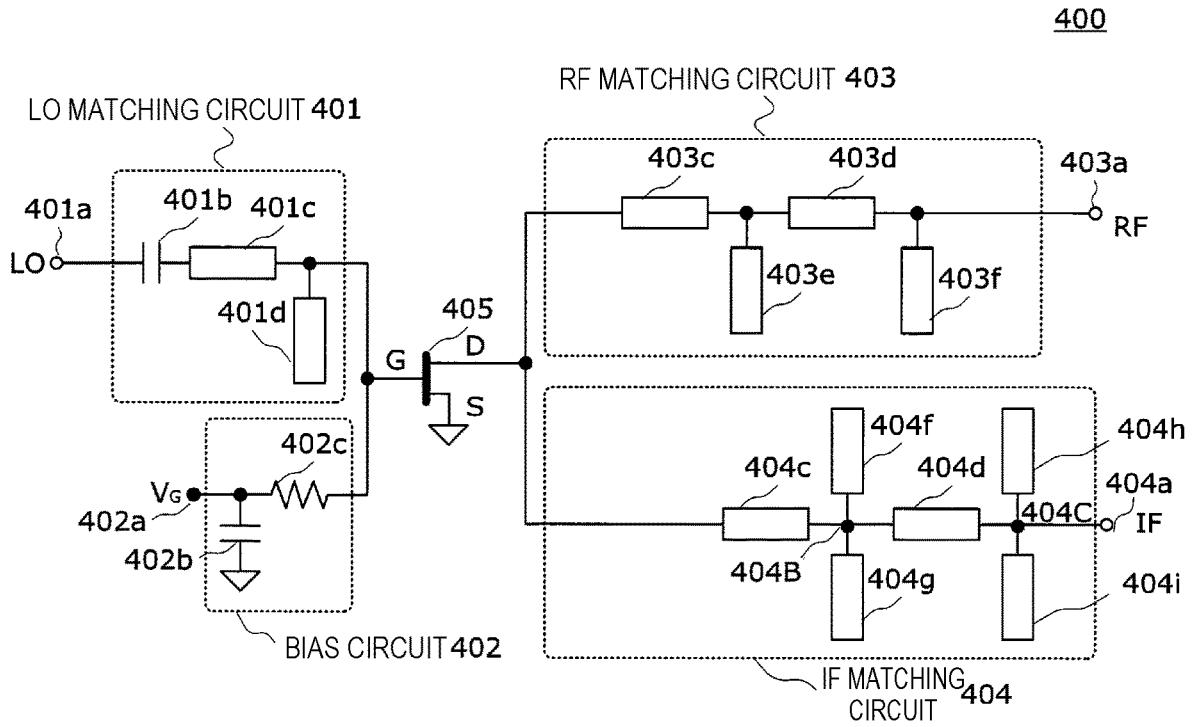 400
RF MATCHING CIRCUIT 403
LO MATCHING CIRCUIT 401
403c
403d
403a
401a
401b
401c
RF
LO
403e
403f
401d
405
G
D
S
402c
404f
404h
404c
404d
404a
VG
402a
404C
IF
402b
404B
404g
404i
BIAS CIRCUIT 402
IF MATCHING
CIRCUIT 404